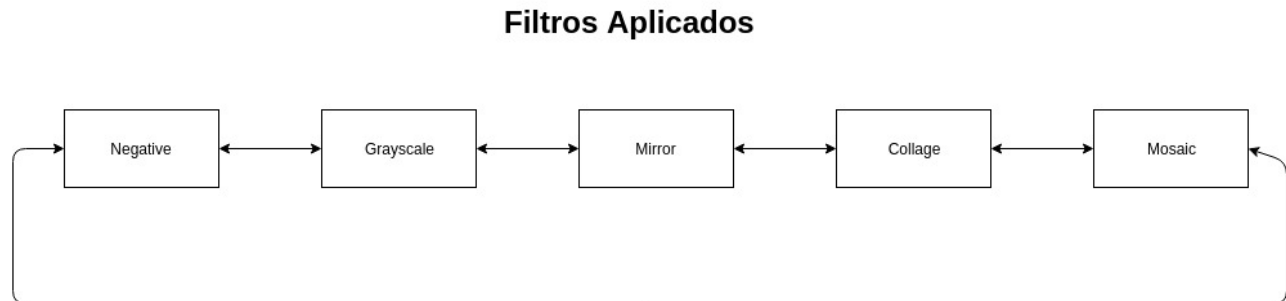 Filtros Aplicados
Negative
Grayscale
Mirror
Collage
Mosaic